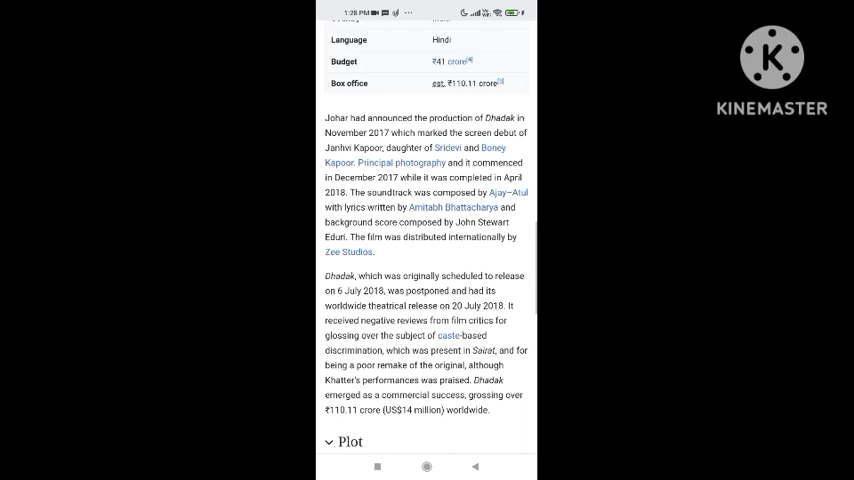 1:28 PM
Language Hindi
Budget ₹41 crore[4]
Box office est. ₹110.11 crore[5]
K
KINEMASTER
Johar had announced the production of Dhadak in
November 2017 which marked the screen debut of
Janhvi Kapoor, daughter of Sridevi and Boney
Kapoor. Principal photography and it commenced
in December 2017 while it was completed in April
2018. The soundtrack was composed by Ajay–Atul
with lyrics written by Amitabh Bhattacharya and
background score composed by John Stewart
Eduri. The film was distributed internationally by
Zee Studios.
Dhadak, which was originally scheduled to release
on 6 July 2018, was postponed and had its
worldwide theatrical release on 20 July 2018. It
received negative reviews from film critics for
glossing over the subject of caste-based
discrimination, which was present in Sairat, and for
being a poor remake of the original, although
Khatter's performances was praised. Dhadak
emerged as a commercial success, grossing over
₹110.11 crore (US$14 million) worldwide.
Plot